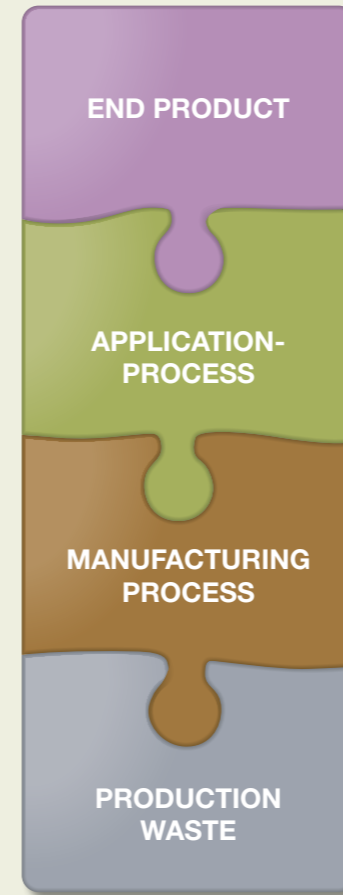 END PRODUCT
APPLICATION-
PROCESS
MANUFACTURING
PROCESS
PRODUCTION
WASTE